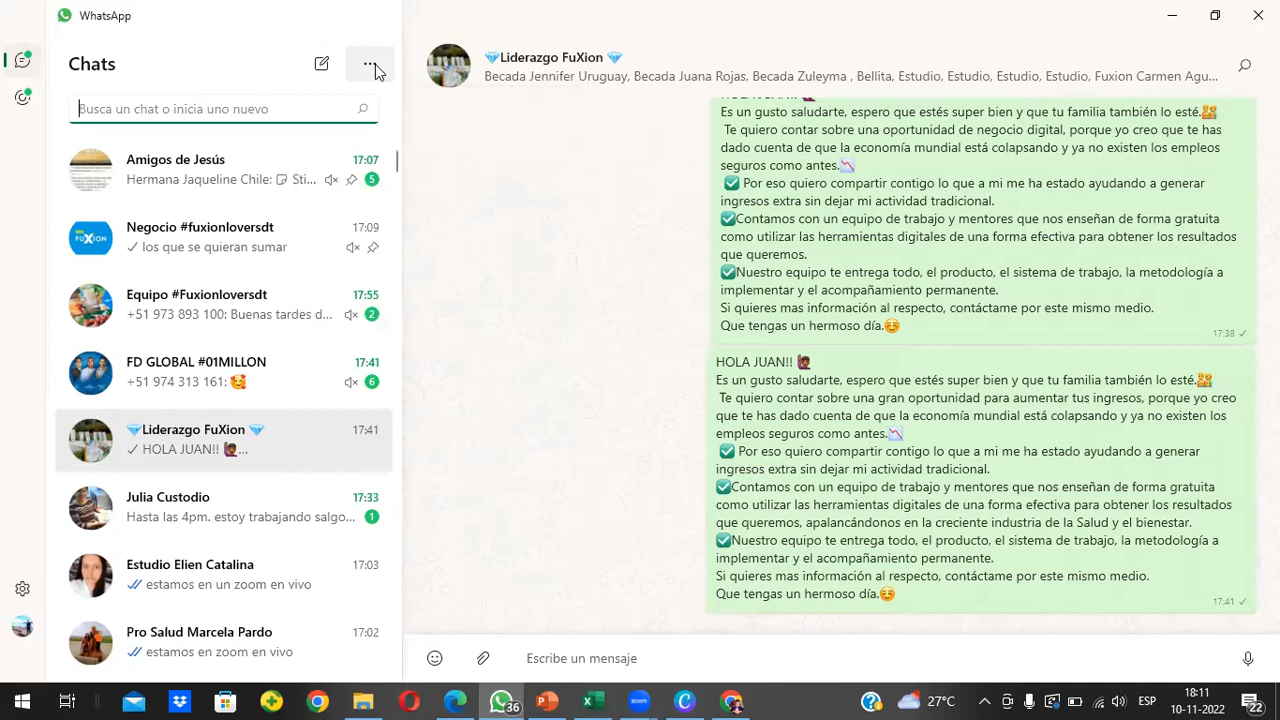 WhatsApp
Chats
Busca un chat o inicia uno nuevo
Amigos de Jesús
17:07
Hermana Jaqueline Chile: Sti...
5
Negocio #fuxionloversdt
17:09
los que se quieran sumar
FuXION
Equipo #Fuxionloversdt
17:55
+51 973 893 100: Buenas tardes d...
2
FD GLOBAL #01MILLON
17:41
+51 974 313 161: 🥰
6
💎Liderazgo FuXion 💎
17:41
✓ HOLA JUAN!! 🙋🏾...
Julia Custodio
17:33
Hasta las 4pm. estoy trabajando salgo...
1
Estudio Elien Catalina
17:03
estamos en un zoom en vivo
Pro Salud Marcela Pardo
17:02
estamos en zoom en vivo
💎Liderazgo FuXion 💎
Becada Jennifer Uruguay, Becada Juana Rojas, Becada Zuleyma , Bellita, Estudio, Estudio, Estudio, Estudio, Fuxion Carmen Agu...
Es un gusto saludarte, espero que estés super bien y que tu familia también lo esté.👨‍👩‍👧‍👦
Te quiero contar sobre una oportunidad de negocio digital, porque yo creo que te has
dado cuenta de que la economía mundial está colapsando y ya no existen los empleos
seguros como antes.📉
✅ Por eso quiero compartir contigo lo que a mi me ha estado ayudando a generar
ingresos extra sin dejar mi actividad tradicional.
✅Contamos con un equipo de trabajo y mentores que nos enseñan de forma gratuita
como utilizar las herramientas digitales de una forma efectiva para obtener los resultados
que queremos.
✅Nuestro equipo te entrega todo, el producto, el sistema de trabajo, la metodología a
implementar y el acompañamiento permanente.
Si quieres mas información al respecto, contáctame por este mismo medio.
Que tengas un hermoso día.☺️
17:38
HOLA JUAN!! 🙋🏾
Es un gusto saludarte, espero que estés super bien y que tu familia también lo esté.👨‍👩‍👧‍👦
Te quiero contar sobre una gran oportunidad para aumentar tus ingresos, porque yo creo
que te has dado cuenta de que la economía mundial está colapsando y ya no existen los
empleos seguros como antes.📉
✅ Por eso quiero compartir contigo lo que a mi me ha estado ayudando a generar
ingresos extra sin dejar mi actividad tradicional.
✅Contamos con un equipo de trabajo y mentores que nos enseñan de forma gratuita
como utilizar las herramientas digitales de una forma efectiva para obtener los resultados
que queremos, apalancándonos en la creciente industria de la Salud y el bienestar.
✅Nuestro equipo te entrega todo, el producto, el sistema de trabajo, la metodología a
implementar y el acompañamiento permanente.
Si quieres mas información al respecto, contáctame por este mismo medio.
Que tengas un hermoso día.☺️
17:41
Escribe un mensaje
36
zoom
27°C
ESP
18:11
10-11-2022
22